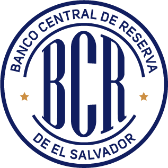 BANCO CENTRAL DE RESERVA
BCR
DE EL SALVADOR